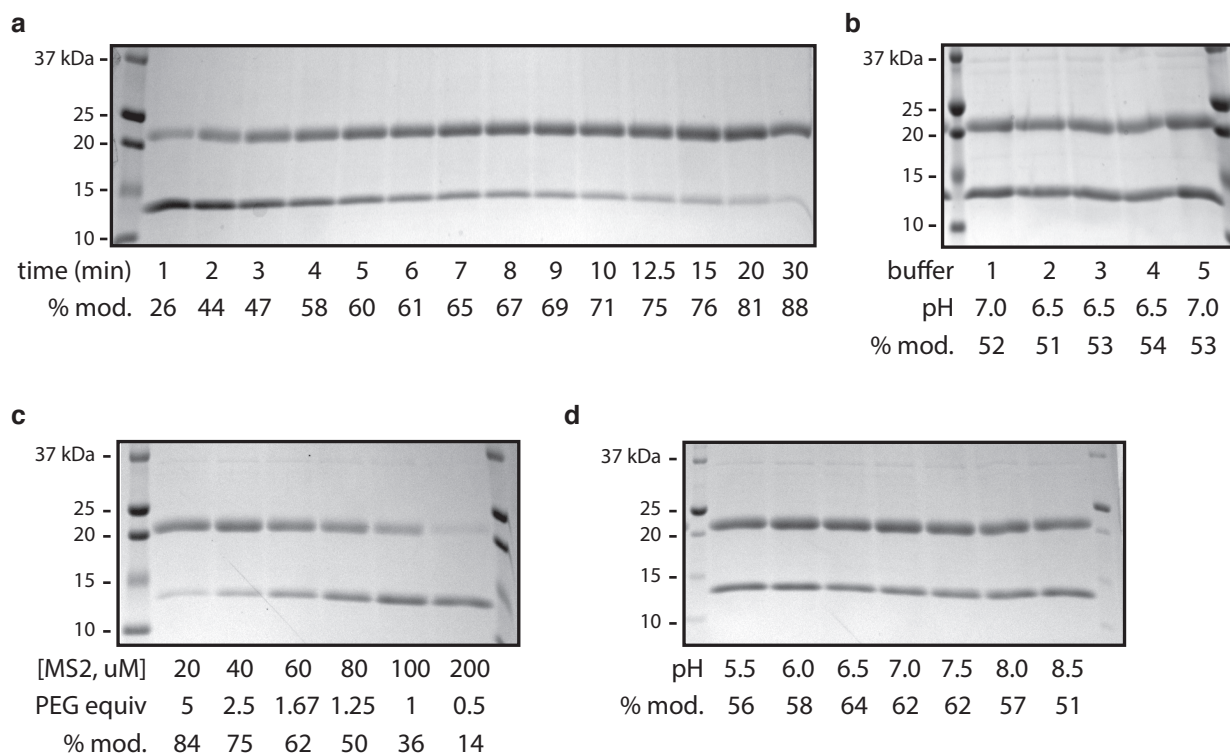 a
37 kDa
25
20
15
10
time (min) 1 2 3 4 5 6 7 8 9 10 12.5 15 20 30
% mod. 26 44 47 58 60 61 65 67 69 71 75 76 81 88
b
37 kDa
25
20
15
10
buffer 1 2 3 4 5
pH 7.0 6.5 6.5 6.5 7.0
% mod. 52 51 53 54 53
c
37 kDa
25
20
15
10
[MS2, uM] 20 40 60 80 100 200
PEG equiv 5 2.5 1.67 1.25 1 0.5
% mod. 84 75 62 50 36 14
d
37 kDa
25
20
15
10
pH 5.5 6.0 6.5 7.0 7.5 8.0 8.5
% mod. 56 58 64 62 62 57 51